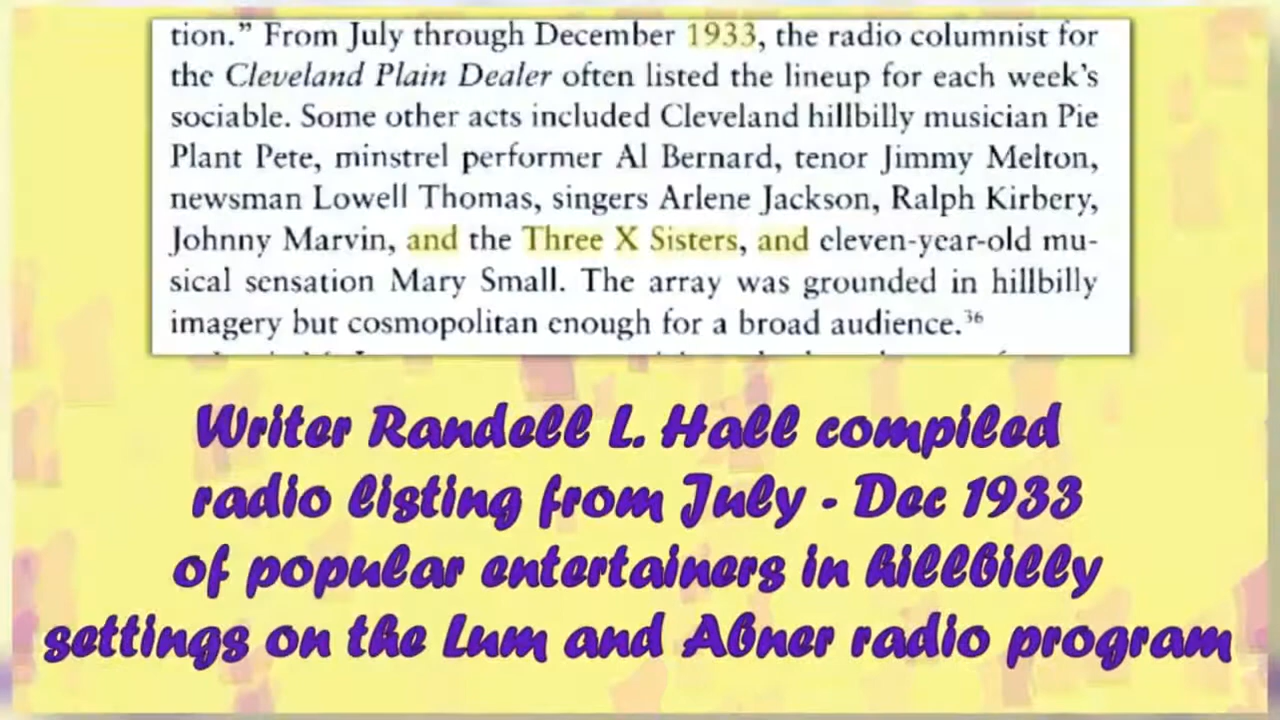 tion.” From July through December 1933, the radio columnist for
the Cleveland Plain Dealer often listed the lineup for each week’s
sociable. Some other acts included Cleveland hillbilly musician Pie
Plant Pete, minstrel performer Al Bernard, tenor Jimmy Melton,
newsman Lowell Thomas, singers Arlene Jackson, Ralph Kirbery,
Johnny Marvin, and the Three X Sisters, and eleven-year-old mu-
sical sensation Mary Small. The array was grounded in hillbilly
imagery but cosmopolitan enough for a broad audience.36
Writer Randell L. Hall compiled
radio listing from July - Dec 1933
of popular entertainers in hillbilly
settings on the Lum and Abner radio program